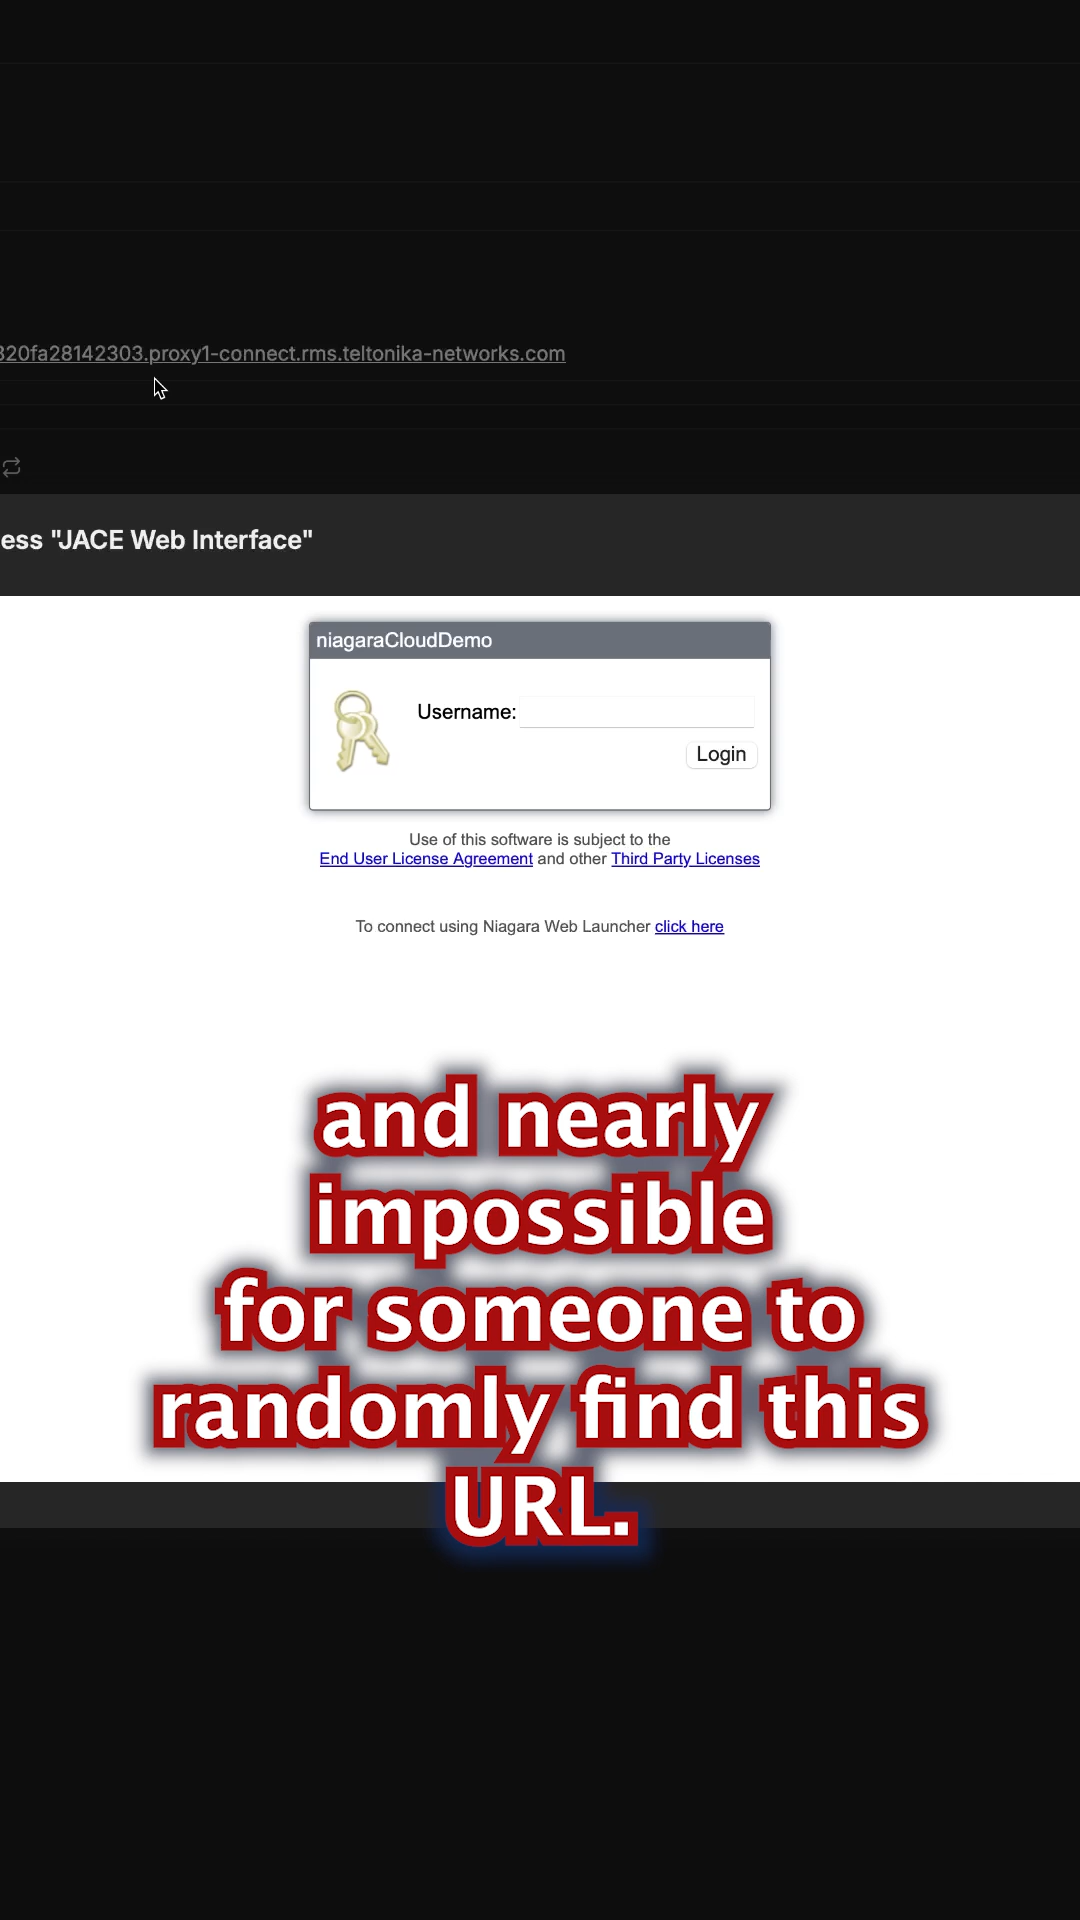 320fa28142303.proxy1-connect.rms.teltonika-networks.com
ess "JACE Web Interface"
niagaraCloudDemo
Username:
Login
Use of this software is subject to the
End User License Agreement and other Third Party Licenses
To connect using Niagara Web Launcher click here
and nearly
impossible
for someone to
randomly find this
URL.